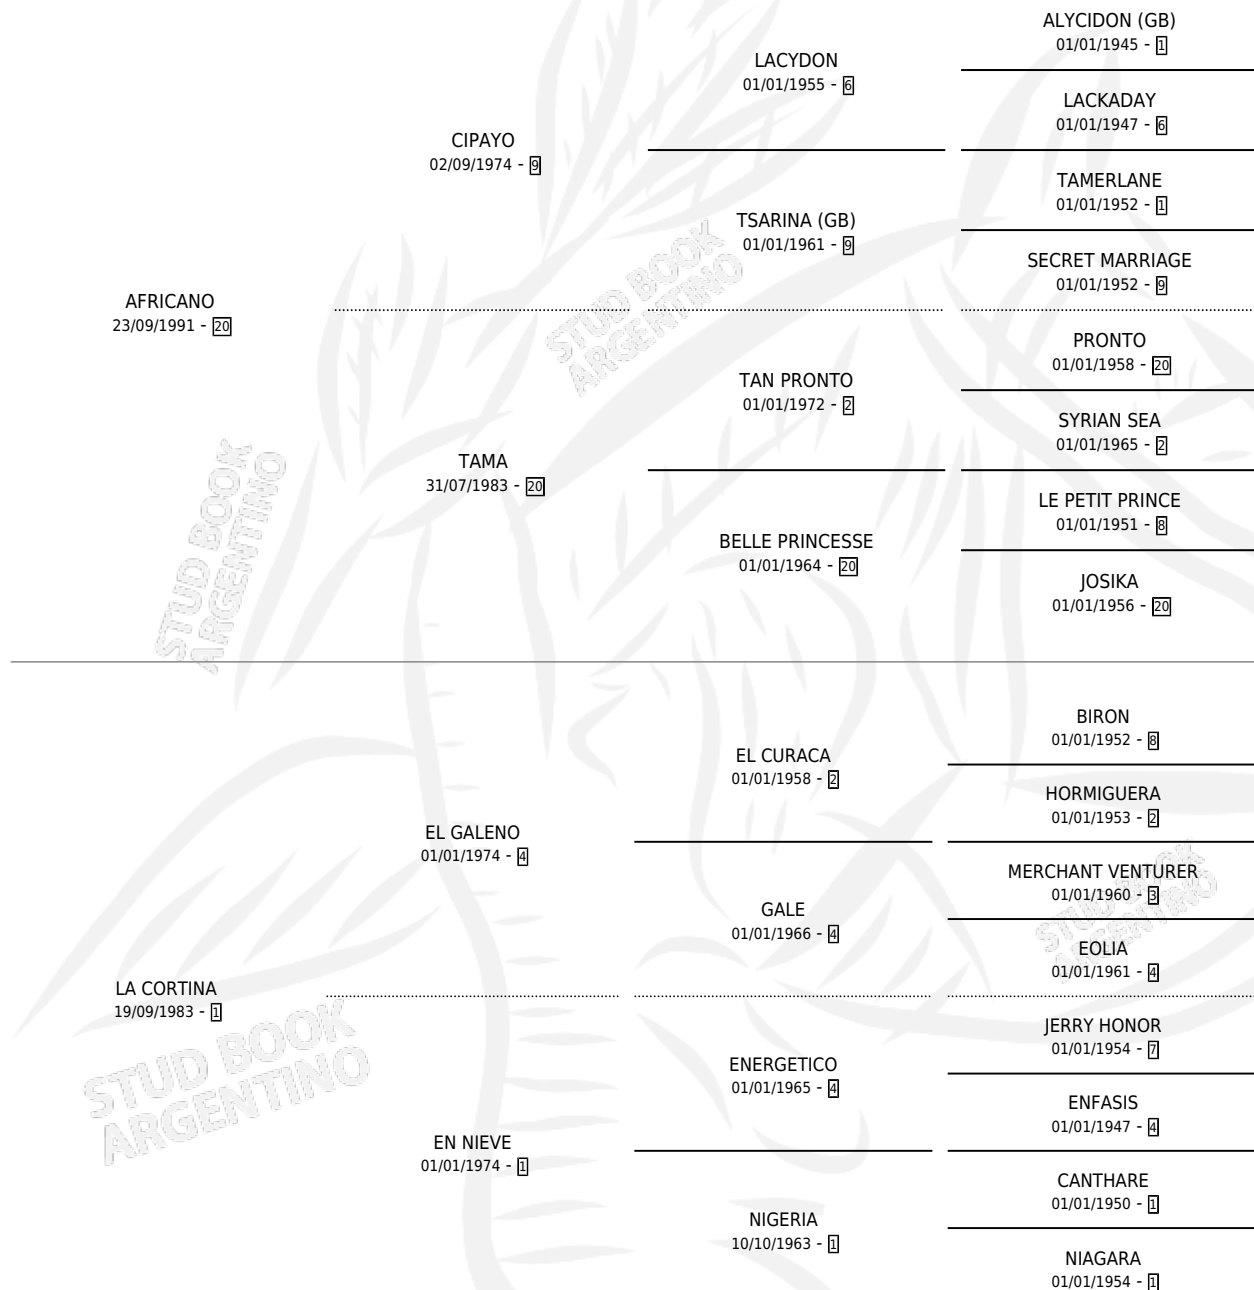 ALYCIDON (GB)
01/01/1945 - 1
LACYDON
01/01/1955 - 6
LACKADAY
01/01/1947 - 6
CIPAYO
02/09/1974 - 9
TAMERLANE
01/01/1952 - 1
TSARINA (GB)
01/01/1961 - 9
SECRET MARRIAGE
01/01/1952 - 9
AFRICANO
23/09/1991 - 20
PRONTO
01/01/1958 - 20
TAN PRONTO
01/01/1972 - 2
SYRIAN SEA
01/01/1965 - 2
TAMA
31/07/1983 - 20
LE PETIT PRINCE
01/01/1951 - 8
BELLE PRINCESSE
01/01/1964 - 20
JOSIKA
01/01/1956 - 20
BIRON
01/01/1952 - 8
EL CURACA
01/01/1958 - 2
HORMIGUERA
01/01/1953 - 2
EL GALENO
01/01/1974 - 4
MERCHANT VENTURER
01/01/1960 - 3
GALE
01/01/1966 - 4
EOLIA
01/01/1961 - 4
LA CORTINA
19/09/1983 - 1
JERRY HONOR
01/01/1954 - 7
ENERGETICO
01/01/1965 - 4
ENFASIS
01/01/1947 - 4
EN NIEVE
01/01/1974 - 1
CANTHARE
01/01/1950 - 1
NIGERIA
10/10/1963 - 1
NIAGARA
01/01/1954 - 1
STUD BOOK
ARGENTINO
STUD BOOK
ARGENTINO
STUD BOOK
ARGENTINO
STUD BOOK
ARGENTINO